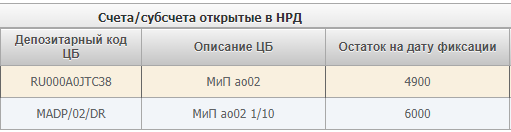 Счета/субсчета открытые в НРД
Депозитарный код ЦБ Описание ЦБ Остаток на дату фиксации
RU000A0JTC38 МиП ао02 4900
MADP/02/DR МиП ао02 1/10 6000